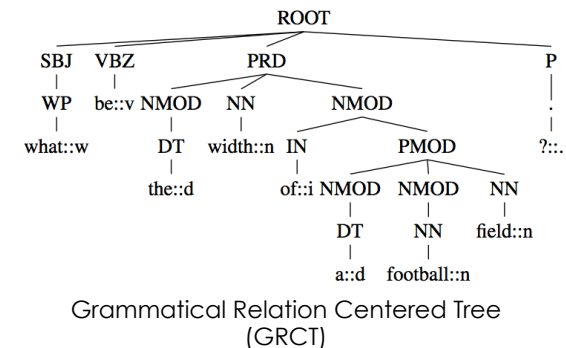 ROOT
SBJ VBZ PRD P
WP be::v NMOD NN NMOD .
what::w DT width::n IN PMOD ?::.
the::d of::i NMOD NMOD NN
DT NN field::n
a::d football::n
Grammatical Relation Centered Tree
(GRCT)